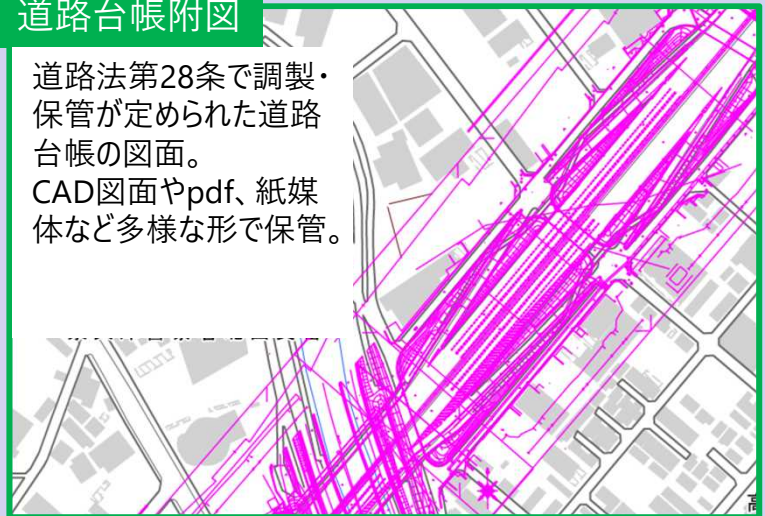 道路台帳附図
道路法第28条で調製・
保管が定められた道路
台帳の図面。
CAD図面やpdf、紙媒
体など多様な形で保管。